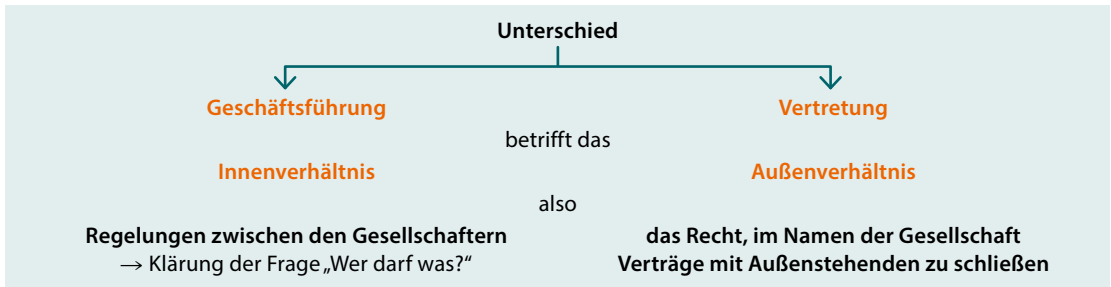 Unterschied
Geschäftsführung
Vertretung
betrifft das
Innenverhältnis
Außenverhältnis
also
Regelungen zwischen den Gesellschaftern
→ Klärung der Frage „Wer darf was?“
das Recht, im Namen der Gesellschaft
Verträge mit Außenstehenden zu schließen